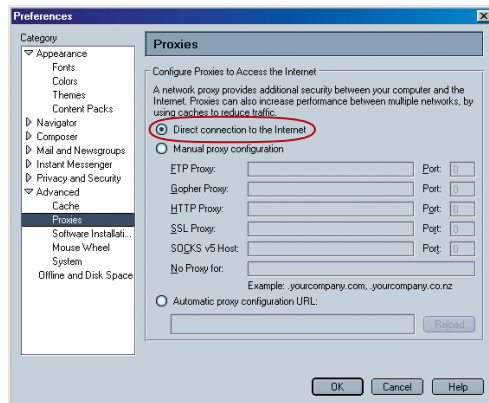 Preferences
Category
Appearance
Fonts
Colors
Themes
Content Packs
Navigator
Composer
Mail and Newsgroups
Instant Messenger
Privacy and Security
Advanced
Cache
Proxies
Software Installati...
Mouse Wheel
System
Offline and Disk Space
Proxies
Configure Proxies to Access the Internet
A network proxy provides additional security between your computer and the
Internet. Proxies can also increase performance between multiple networks, by
using caches to reduce traffic.
Direct connection to the Internet
Manual proxy configuration
FTP Proxy: Port: 0
Gopher Proxy: Port: 0
HTTP Proxy: Port: 0
SSL Proxy: Port: 0
SOCKS v5 Host: Port: 0
No Proxy for:
Example: .yourcompany.com, .yourcompany.co.nz
Automatic proxy configuration URL:
Reload
OK Cancel Help